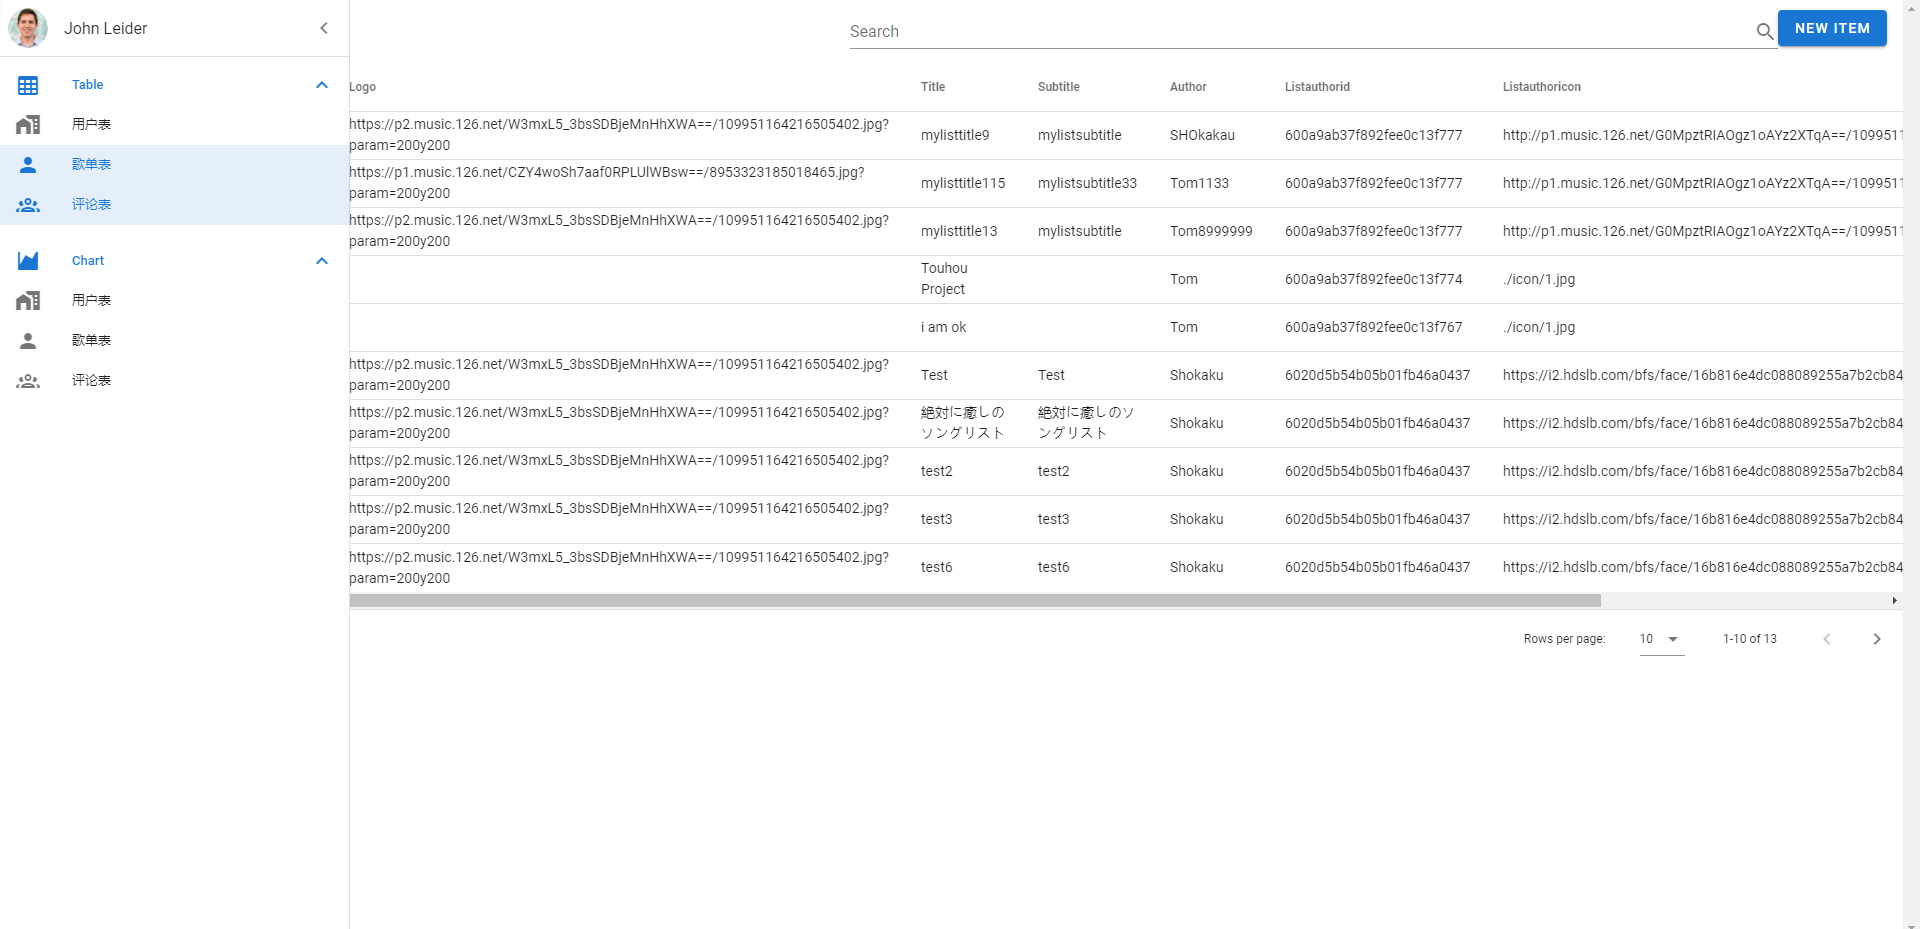 John Leider
Search
NEW ITEM
Table
用户表
歌单表
评论表
Chart
用户表
歌单表
评论表
Logo Title Subtitle Author Listauthorid Listauthoricon
https://p2.music.126.net/W3mxL5_3bsSDBjeMnHhXWA==/109951164216505402.jpg?
param=200y200
mylisttitle9 mylistsubtitle SHOkakau 600a9ab37f892fee0c13f777 http://p1.music.126.net/G0MpztRIAOgz1oAYz2XTqA==/1099511
https://p1.music.126.net/CZY4woSh7aaf0RPLUlWBsw==/8953323185018465.jpg?
param=200y200
mylisttitle115 mylistsubtitle33 Tom1133 600a9ab37f892fee0c13f777 http://p1.music.126.net/G0MpztRIAOgz1oAYz2XTqA==/1099511
https://p2.music.126.net/W3mxL5_3bsSDBjeMnHhXWA==/109951164216505402.jpg?
param=200y200
mylisttitle13 mylistsubtitle Tom8999999 600a9ab37f892fee0c13f777 http://p1.music.126.net/G0MpztRIAOgz1oAYz2XTqA==/1099511
Touhou
Project
Tom 600a9ab37f892fee0c13f774 ./icon/1.jpg
i am ok Tom 600a9ab37f892fee0c13f767 ./icon/1.jpg
https://p2.music.126.net/W3mxL5_3bsSDBjeMnHhXWA==/109951164216505402.jpg?
param=200y200
Test Test Shokaku 6020d5b54b05b01fb46a0437 https://i2.hdslb.com/bfs/face/16b816e4dc088089255a7b2cb84
https://p2.music.126.net/W3mxL5_3bsSDBjeMnHhXWA==/109951164216505402.jpg?
param=200y200
絶対に癒しの
ソングリスト
絶対に癒しのソ
ングリスト
Shokaku 6020d5b54b05b01fb46a0437 https://i2.hdslb.com/bfs/face/16b816e4dc088089255a7b2cb84
https://p2.music.126.net/W3mxL5_3bsSDBjeMnHhXWA==/109951164216505402.jpg?
param=200y200
test2 test2 Shokaku 6020d5b54b05b01fb46a0437 https://i2.hdslb.com/bfs/face/16b816e4dc088089255a7b2cb84
https://p2.music.126.net/W3mxL5_3bsSDBjeMnHhXWA==/109951164216505402.jpg?
param=200y200
test3 test3 Shokaku 6020d5b54b05b01fb46a0437 https://i2.hdslb.com/bfs/face/16b816e4dc088089255a7b2cb84
https://p2.music.126.net/W3mxL5_3bsSDBjeMnHhXWA==/109951164216505402.jpg?
param=200y200
test6 test6 Shokaku 6020d5b54b05b01fb46a0437 https://i2.hdslb.com/bfs/face/16b816e4dc088089255a7b2cb84
Rows per page: 10 1-10 of 13